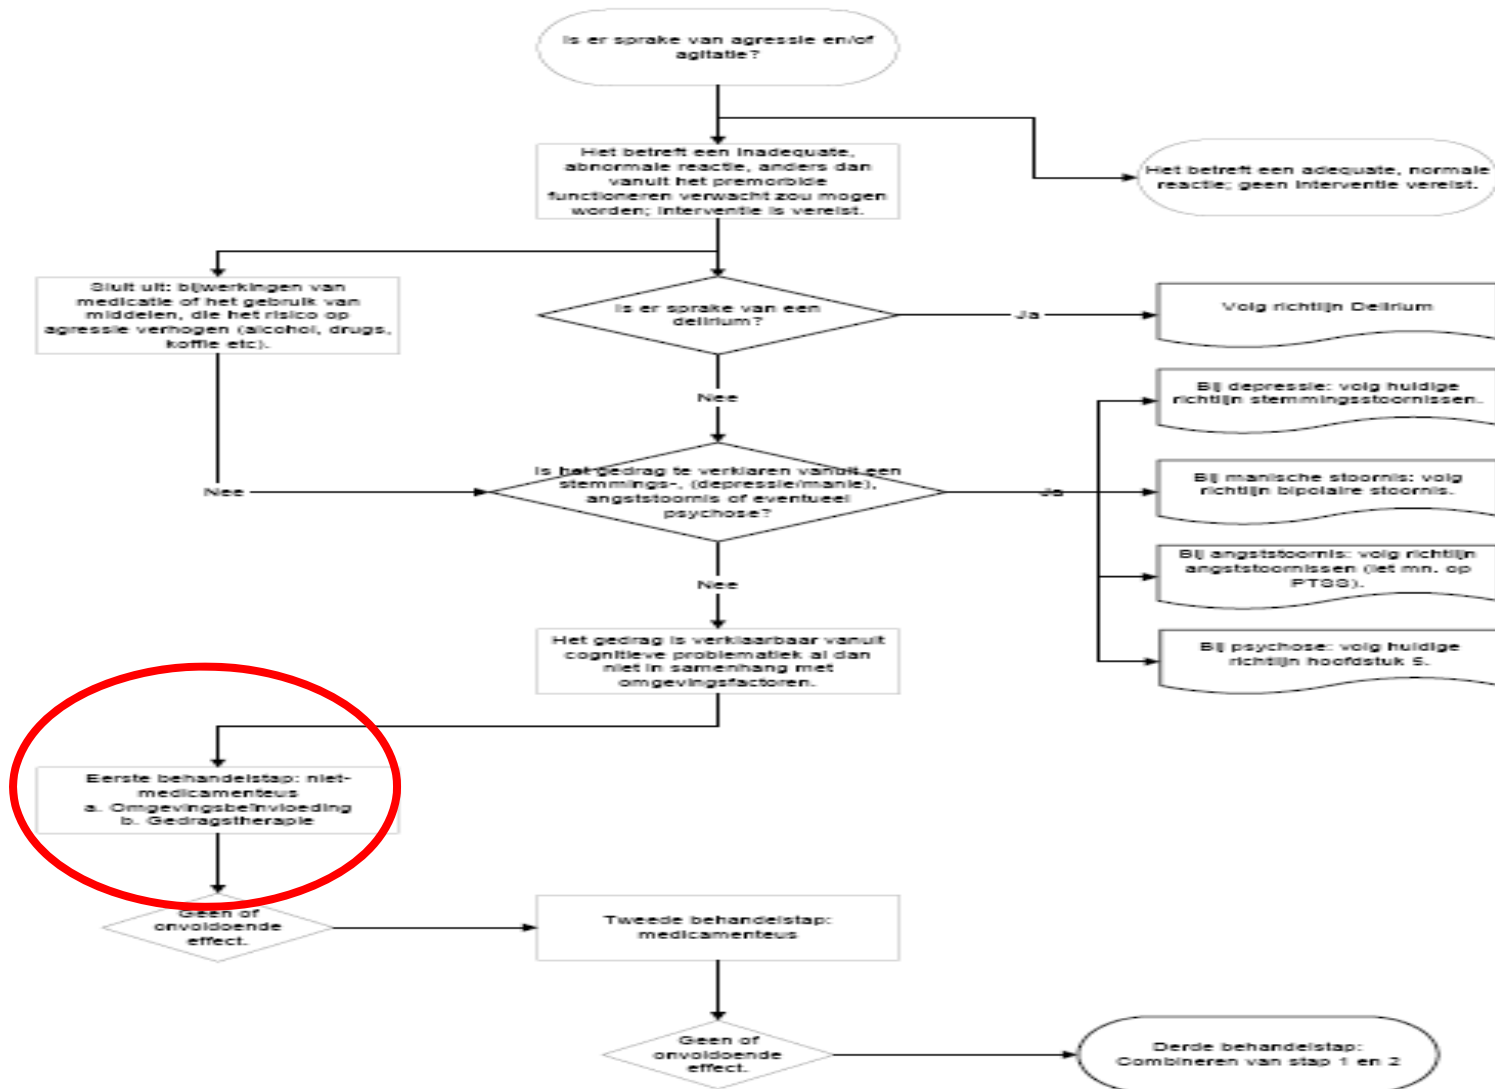 Is er sprake van agressie en/of
agitatie?
Het betreft een inadequate,
abnormale reactie, anders dan
vanuit het premorbide
functioneren verwacht zou mogen
worden; interventie is vereist.
Het betreft een adequate, normale
reactie; geen interventie vereist.
Sluit uit: bijwerkingen van
medicatie of het gebruik van
middelen, die het risico op
agressie verhogen (alcohol, drugs,
koffie etc).
Is er sprake van een
delirium?
Ja
Volg richtlijn Delirium
Nee
Bij depressie: volg huidige
richtlijn stemmingsstoornissen.
Nee
Is het gedrag te verklaren vanuit een
stemmings-, (depressie/manie),
angststoornis of eventueel
psychose?
Ja
Bij manische stoornis: volg
richtlijn bipolaire stoornis.
Bij angststoornis: volg richtlijn
angststoornissen (let mn. op
PTSS).
Nee
Het gedrag is verklaarbaar vanuit
cognitieve problematiek al dan
niet in samenhang met
omgevingsfactoren.
Bij psychose: volg huidige
richtlijn hoofdstuk 5.
Eerste behandelstap: niet-
medicamenteus
a. Omgevingsbeïnvloeding
b. Gedragstherapie
Geen of
onvoldoende
effect.
Tweede behandelstap:
medicamenteus
Geen of
onvoldoende
effect.
Derde behandelstap:
Combineren van stap 1 en 2